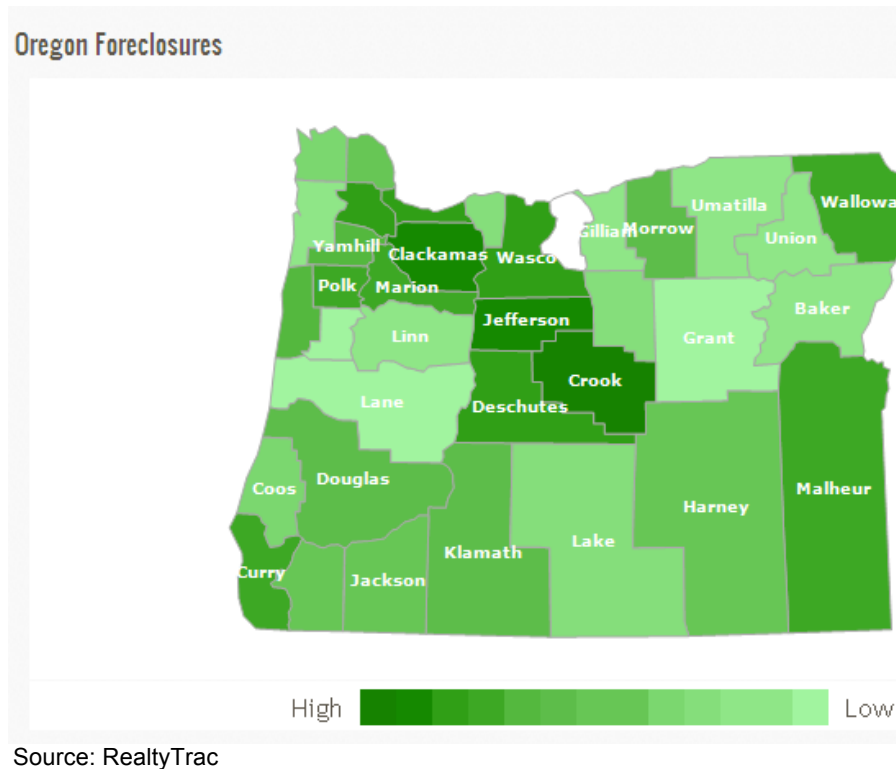 Oregon Foreclosures
Wallowa
Umatilla
Gilliam
Morrow
Union
Yamhill
Clackamas
Wasco
Polk
Marion
Baker
Jefferson
Linn
Grant
Crook
Lane
Deschutes
Douglas
Coos
Malheur
Harney
Klamath
Lake
Curry
Jackson
High
Low
Source: RealtyTrac